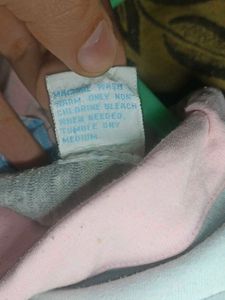 MACHINE WASH
WARM. ONLY NON-
CHLORINE BLEACH
WHEN NEEDED.
TUMBLE DRY
MEDIUM.